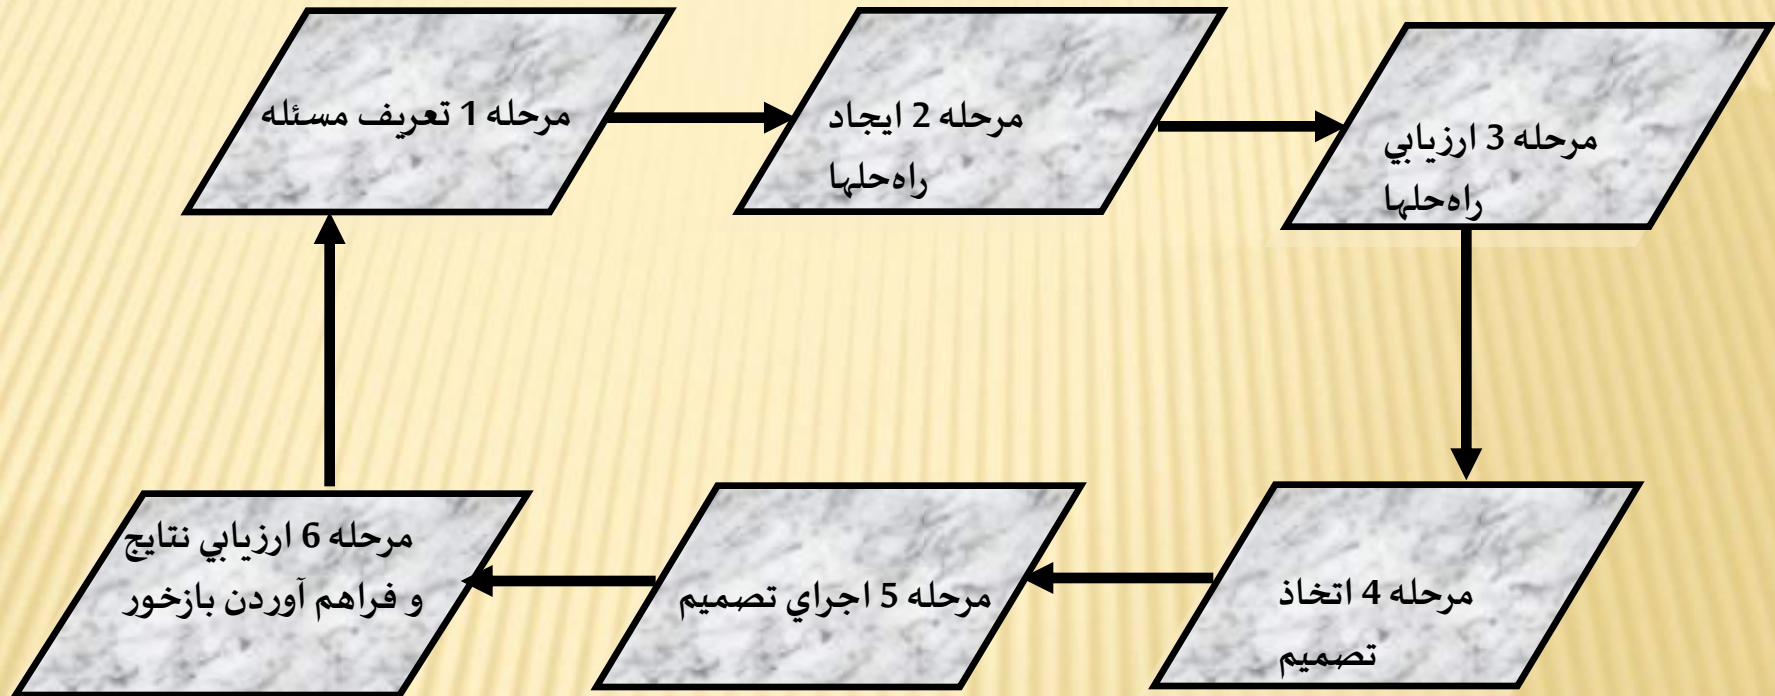 مرحله 1 تعريف مسئله
مرحله 2 ايجاد
راه‌حلها
مرحله 3 ارزيابي
راه‌حلها
مرحله 4 اتخاذ
تصميم
مرحله 5 اجراي تصميم
مرحله 6 ارزيابي نتايج
و فراهم آوردن بازخور